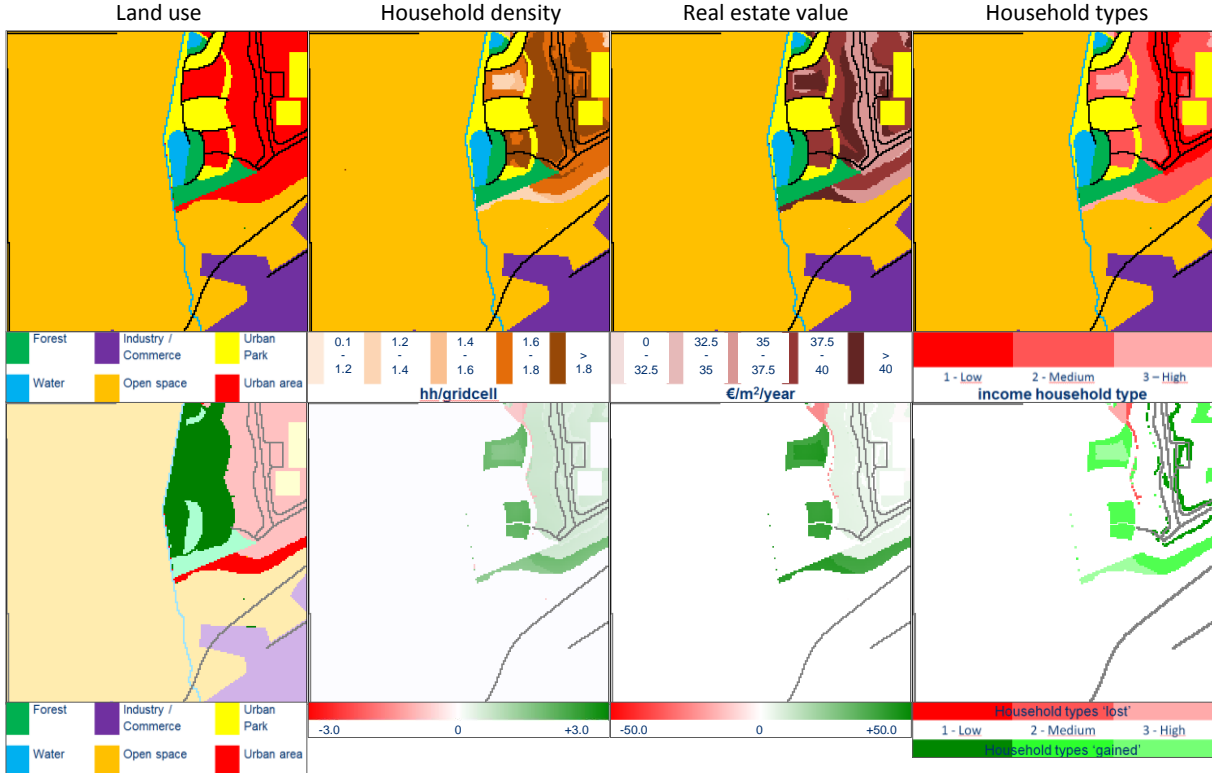 Land use
Household density
Real estate value
Household types
Forest
Industry /
Commerce
Urban
Park
Water
Open space
Urban area
0.1 1.2 1.4 1.6
- - - - >
1.2 1.4 1.6 1.8 1.8
hh/gridcell
0 32.5 35 37.5
- - - - >
32.5 35 37.5 40 40
€/m²/year
1 - Low
2 - Medium
3 – High
income household type
Forest
Industry /
Commerce
Urban
Park
Water
Open space
Urban area
-3.0 0 +3.0
-50.0 0 +50.0
Household types 'lost'
1 - Low
2 - Medium
3 - High
Household types 'gained'